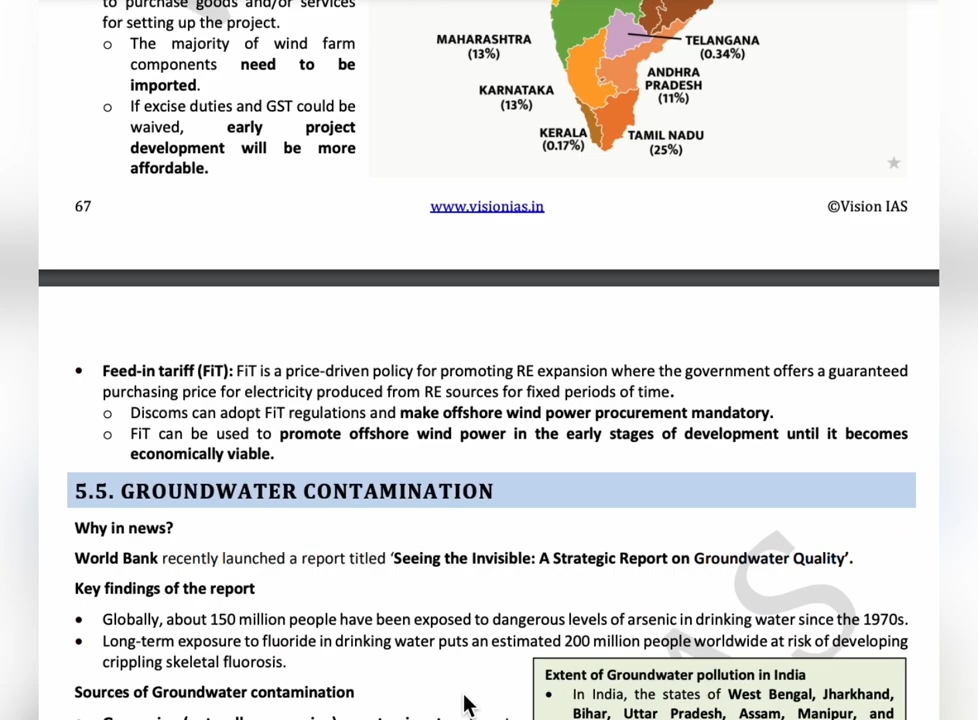 to purchase goods and/or services
for setting up the project.
o The majority of wind farm
components need to be
imported.
o If excise duties and GST could be
waived, early project
development will be more
affordable.
MAHARASHTRA
(13%)
TELANGANA
(0.34%)
KARNATAKA
(13%)
ANDHRA
PRADESH
(11%)
KERALA
(0.17%)
TAMIL NADU
(25%)
67 www.visionias.in ©Vision IAS
• Feed-in tariff (FiT): FiT is a price-driven policy for promoting RE expansion where the government offers a guaranteed
purchasing price for electricity produced from RE sources for fixed periods of time.
o Discoms can adopt FiT regulations and make offshore wind power procurement mandatory.
o FiT can be used to promote offshore wind power in the early stages of development until it becomes
economically viable.
5.5. GROUNDWATER CONTAMINATION
Why in news?
World Bank recently launched a report titled ‘Seeing the Invisible: A Strategic Report on Groundwater Quality’.
Key findings of the report
• Globally, about 150 million people have been exposed to dangerous levels of arsenic in drinking water since the 1970s.
• Long-term exposure to fluoride in drinking water puts an estimated 200 million people worldwide at risk of developing
crippling skeletal fluorosis.
Sources of Groundwater contamination
Extent of Groundwater pollution in India
• In India, the states of West Bengal, Jharkhand,
Bihar, Uttar Pradesh, Assam, Manipur, and